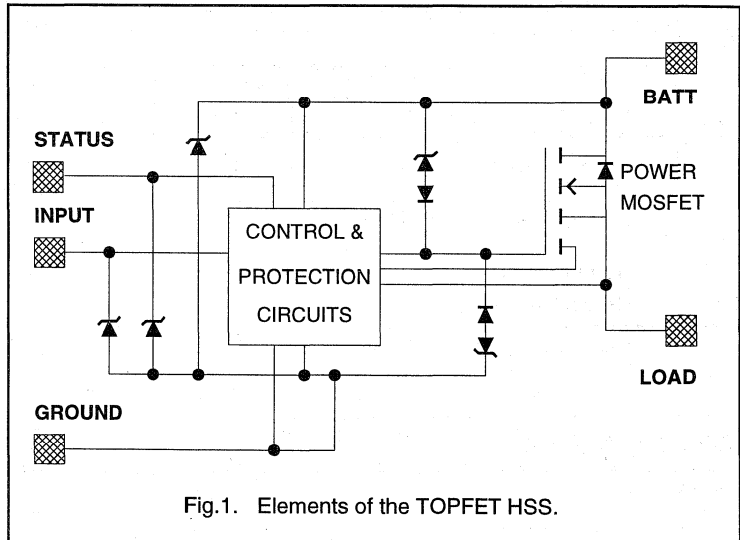 BATT
STATUS
POWER
MOSFET
INPUT
CONTROL &
PROTECTION
CIRCUITS
LOAD
GROUND
Fig.1. Elements of the TOPFET HSS.